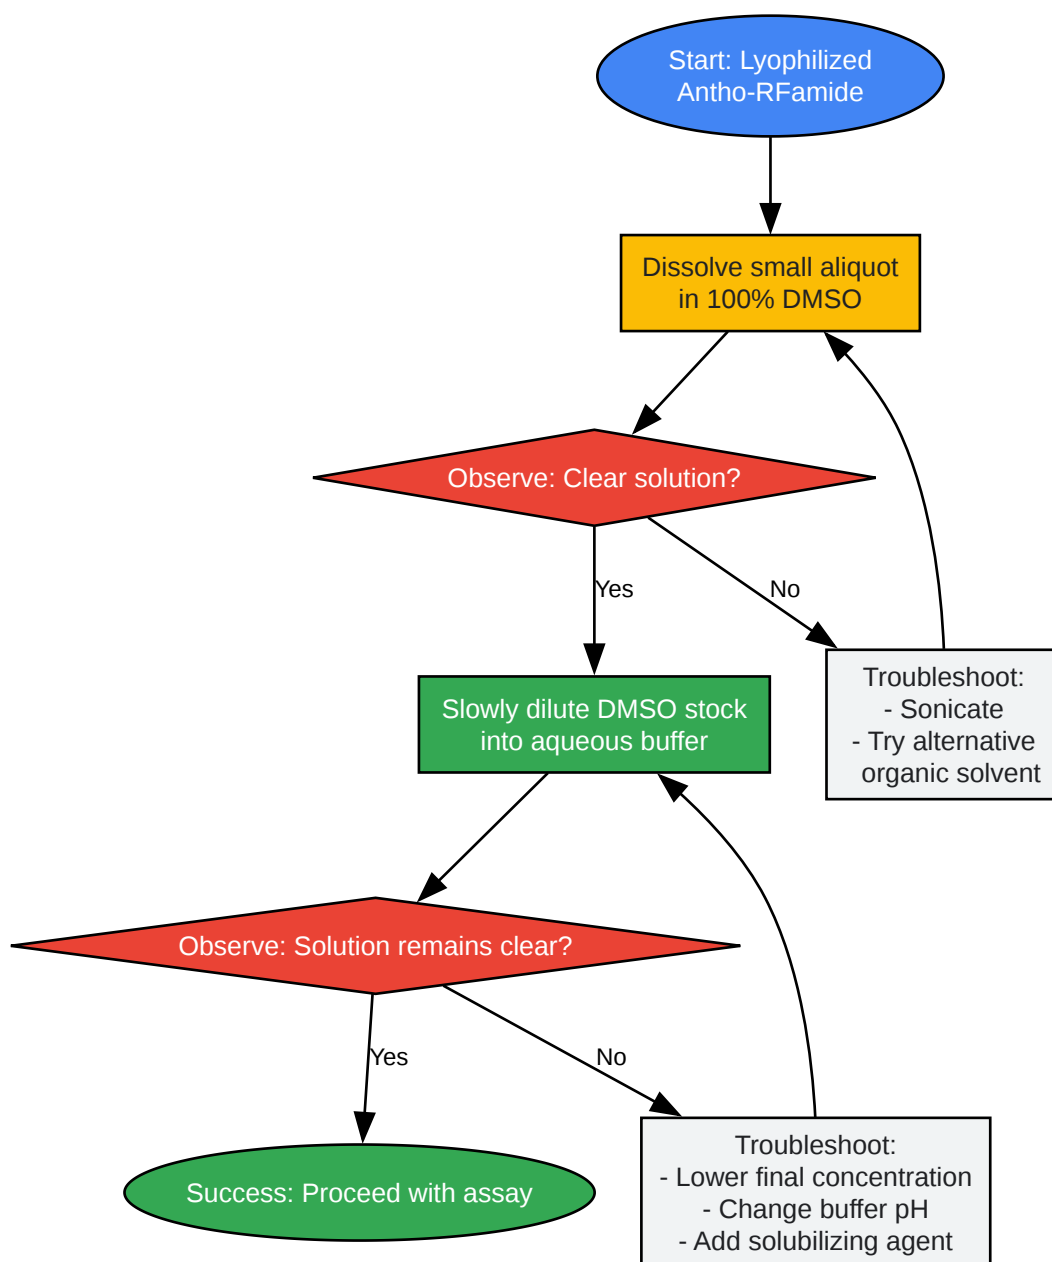 Start: Lyophilized
Antho-RFamide
Dissolve small aliquot
in 100% DMSO
Observe: Clear solution?
Yes
No
Troubleshoot:
- Sonicate
- Try alternative
organic solvent
Slowly dilute DMSO stock
into aqueous buffer
Observe: Solution remains clear?
Yes
No
Success: Proceed with assay
Troubleshoot:
- Lower final concentration
- Change buffer pH
- Add solubilizing agent